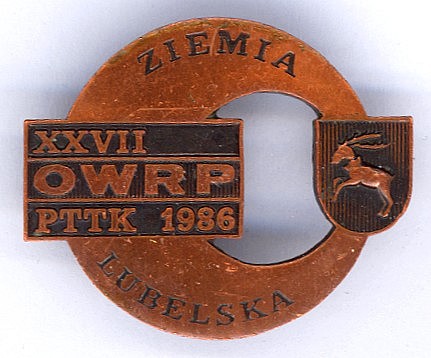 ZIEMIA
XXVII
OWRP
PTTK 1986
LUBELSKA